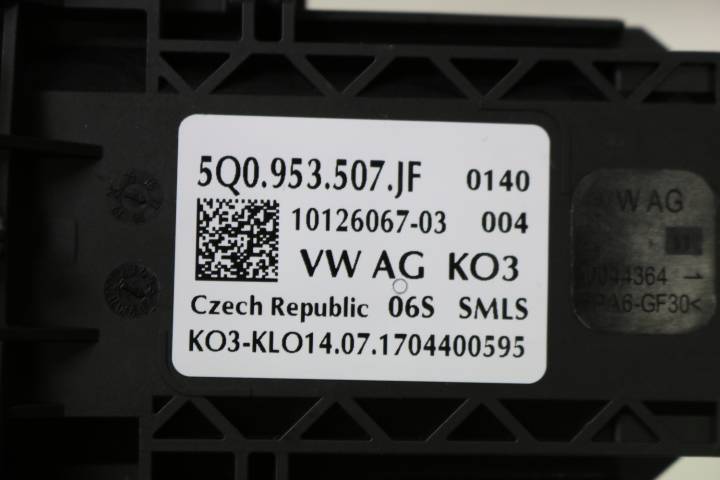 5Q0.953.507.JF 0140
10126067-03 004
VW AG KO3
Czech Republic 06S SMLS
KO3-KLO14.07.1704400595
VW AG
PA6-GF30<